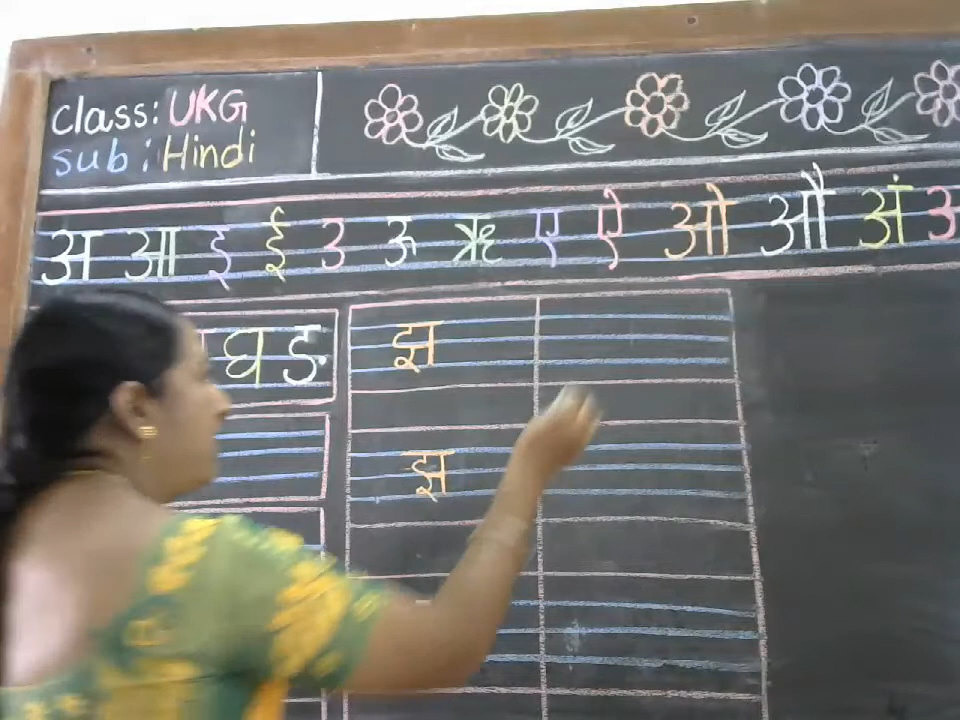 class: UKG
sub: Hindi
अ आ इ ई उ ऊ ऋ ए ऐ ओ औ अं
घ ङ
झ
झ